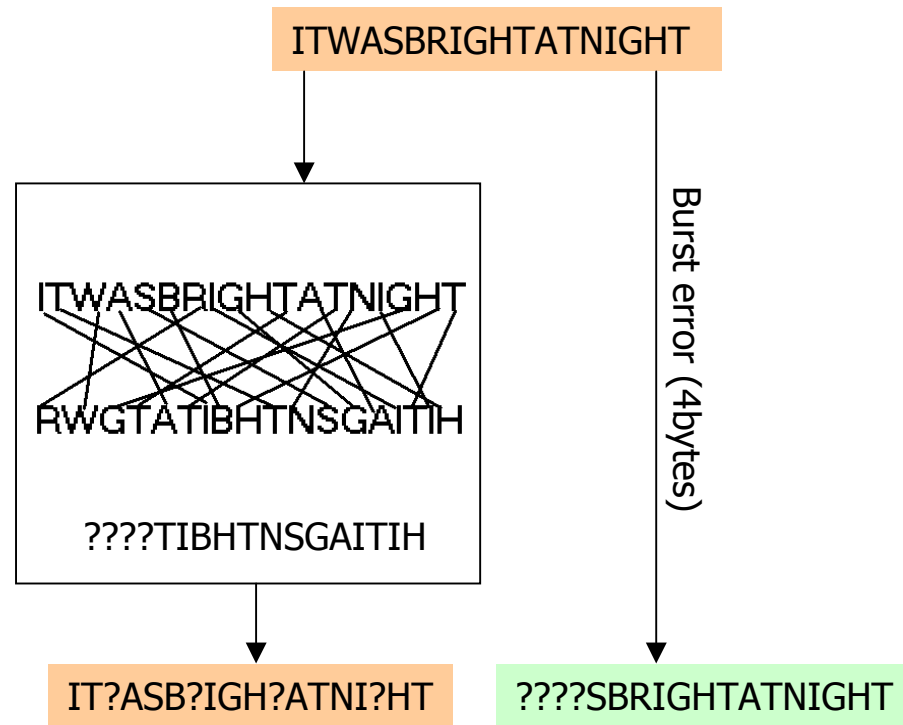 ITWASBRIGHTATNIGHT
Burst error (4bytes)
ITWASBRIGHTATNIGHT
RWGTATIBHTNSGAITIH
????TIBHTNSGAITIH
IT?ASB?IGH?ATNI?HT
????SBRIGHTATNIGHT